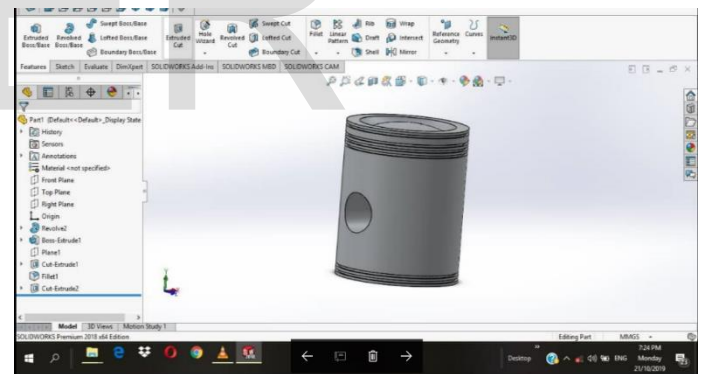 Extruded Boss/Base
Revolved Boss/Base
Swept Boss/Base
Lofted Boss/Base
Boundary Boss/Base
Extruded Cut
Hole Wizard
Revolved Cut
Swept Cut
Lofted Cut
Boundary Cut
Fillet
Linear Pattern
Rib
Draft
Shell
Wrap
Intersect
Mirror
Reference Geometry
Curves
Instant3D
Features Sketch Evaluate DimXpert SOLIDWORKS Add-Ins SOLIDWORKS MBD SOLIDWORKS CAM
Part1 (Default<<Default>_Display State
History
Sensors
Annotations
Material <not specified>
Front Plane
Top Plane
Right Plane
Origin
Revolve2
Boss-Extrude1
Plane1
Cut-Extrude1
Fillet1
Cut-Extrude2
Model 3D Views Motion Study 1
SOLIDWORKS Premium 2018 x64 Edition Editing Part MMGS
Desktop ENG
7:24 PM
Monday
21/10/2019